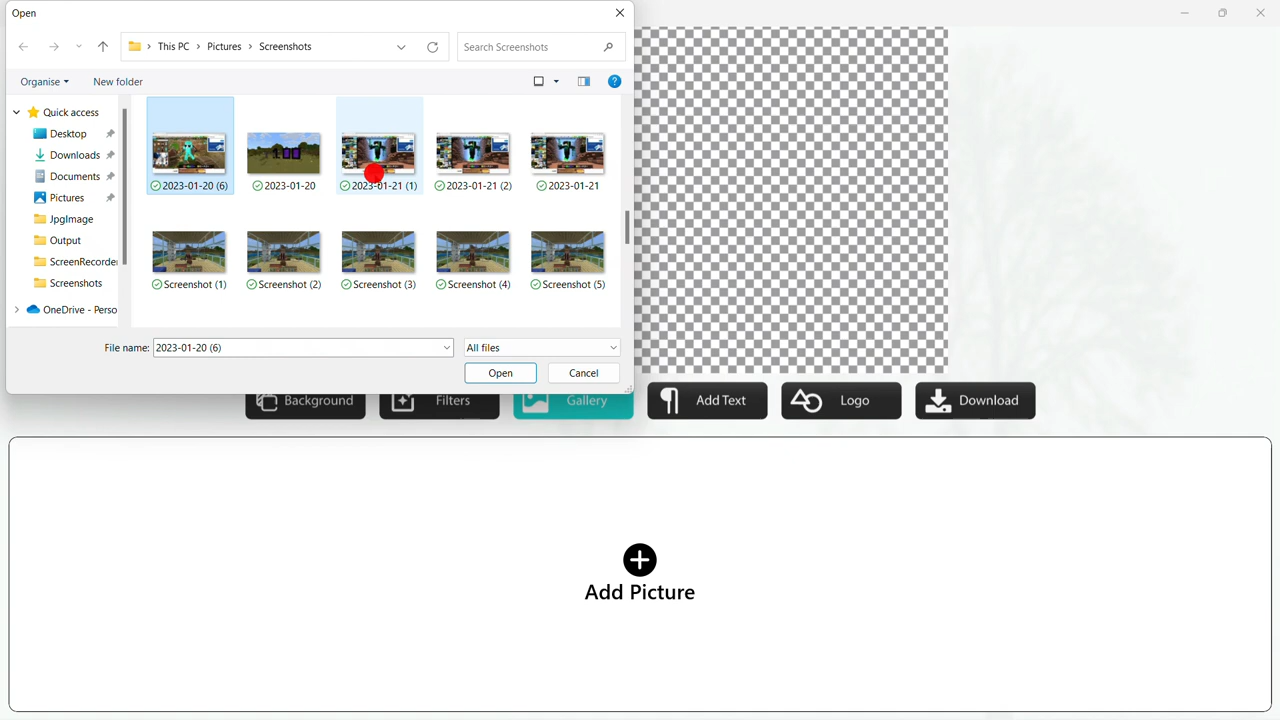 Open
This PC > Pictures > Screenshots
Search Screenshots
Organise
New folder
Quick access
Desktop
Downloads
Documents
Pictures
JpgImage
Output
ScreenRecorde
Screenshots
OneDrive - Perso
2023-01-20 (6)
2023-01-20
2023-01-21 (1)
2023-01-21 (2)
2023-01-21
Screenshot (1)
Screenshot (2)
Screenshot (3)
Screenshot (4)
Screenshot (5)
File name: 2023-01-20 (6)
All files
Open
Cancel
Background
Filters
Gallery
Add Text
Logo
Download
Add Picture